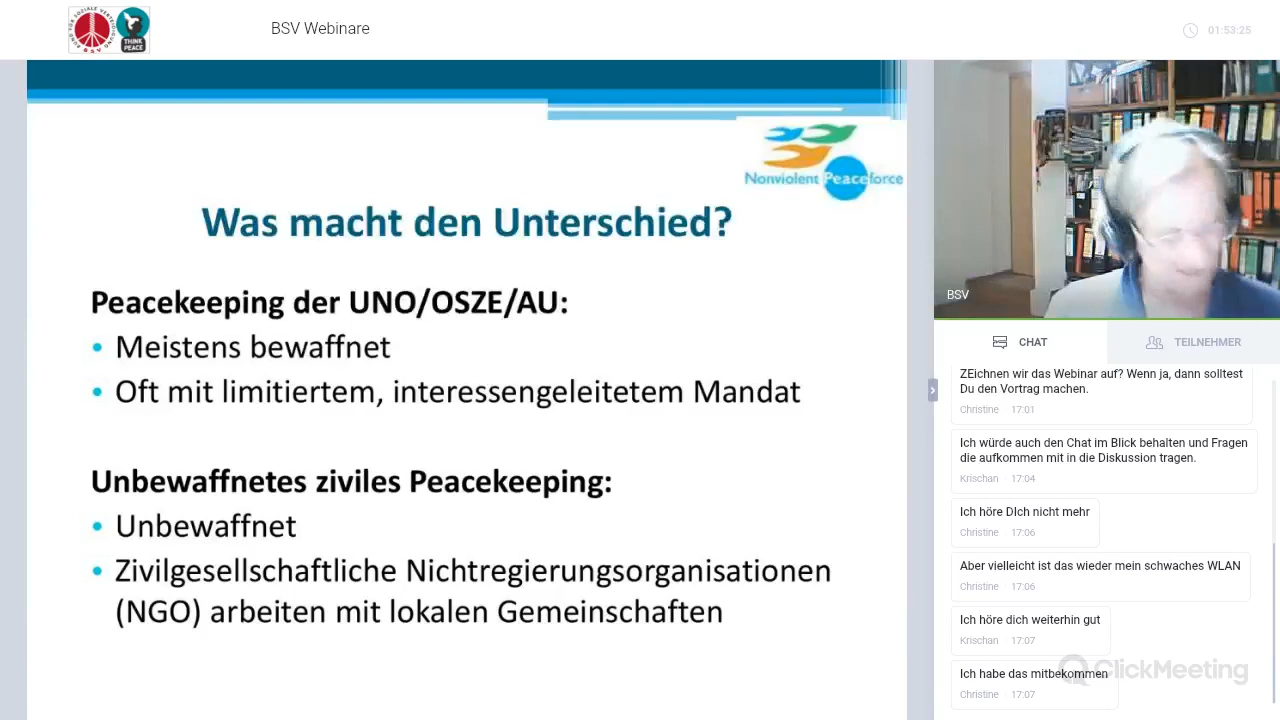 BSV Webinare
01:53:25
THINK
PEACE
BSV
Nonviolent Peaceforce
Was macht den Unterschied?
Peacekeeping der UNO/OSZE/AU:
• Meistens bewaffnet
• Oft mit limitiertem, interessengeleitetem Mandat
Unbewaffnetes ziviles Peacekeeping:
• Unbewaffnet
• Zivilgesellschaftliche Nichtregierungsorganisationen
(NGO) arbeiten mit lokalen Gemeinschaften
BSV
CHAT
TEILNEHMER
ZEichnen wir das Webinar auf? Wenn ja, dann solltest
Du den Vortrag machen.
Christine 17:01
Ich würde auch den Chat im Blick behalten und Fragen
die aufkommen mit in die Diskussion tragen.
Krischan 17:04
Ich höre DIch nicht mehr
Christine 17:06
Aber vielleicht ist das wieder mein schwaches WLAN
Christine 17:06
Ich höre dich weiterhin gut
Krischan 17:07
Ich habe das mitbekommen
Christine 17:07
ClickMeeting